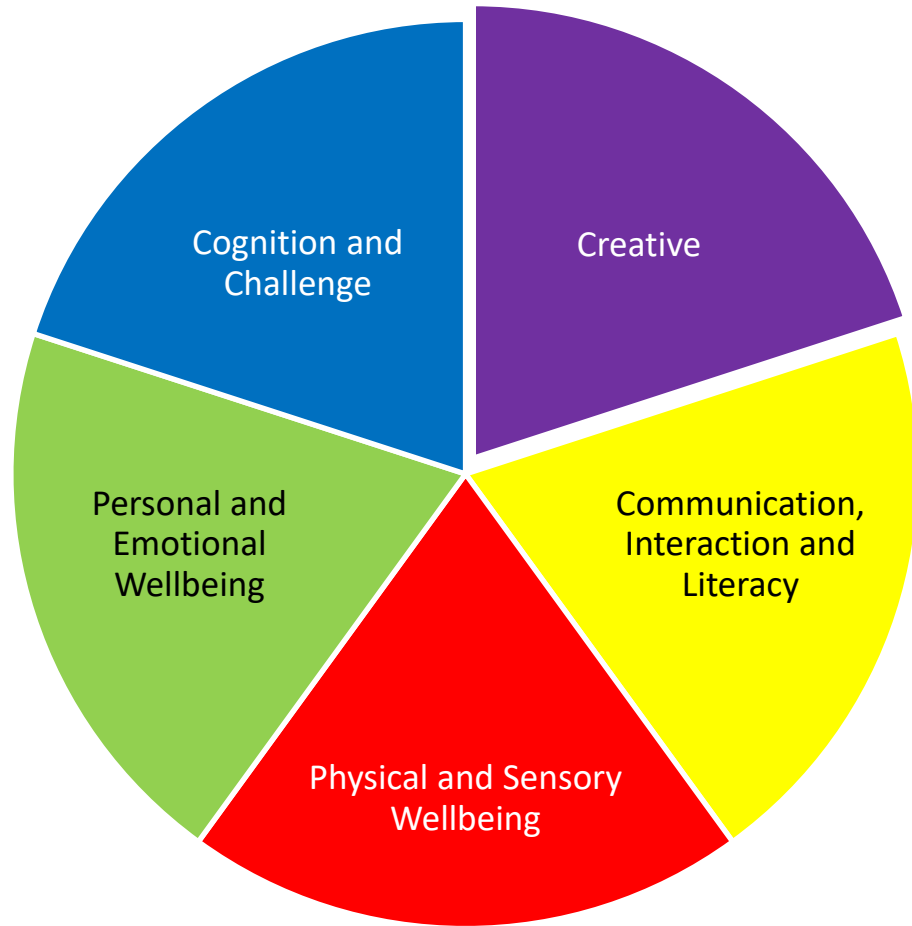 Cognition and
Challenge
Creative
Personal and
Emotional
Wellbeing
Communication,
Interaction and
Literacy
Physical and Sensory
Wellbeing